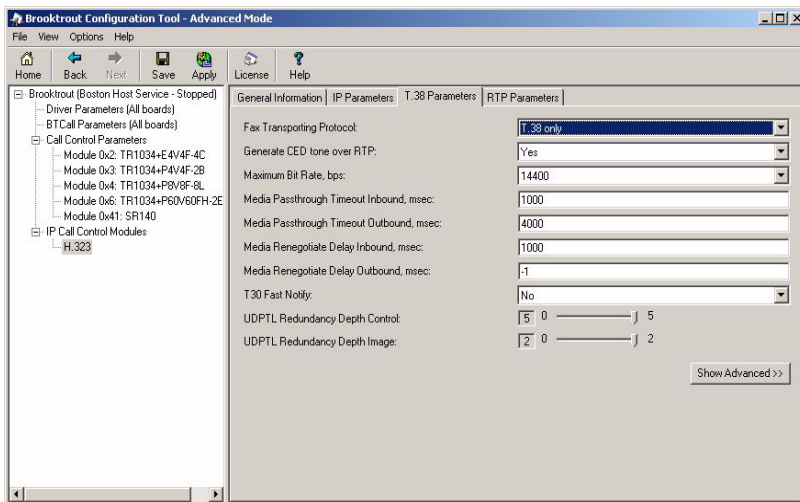 Brooktrout Configuration Tool - Advanced Mode
File View Options Help
Home Back Next Save Apply License Help
Brooktrout (Boston Host Service - Stopped)
Driver Parameters (All boards)
BTCall Parameters (All boards)
Call Control Parameters
Module 0x2: TR1034+E4V4F-4C
Module 0x3: TR1034+P4V4F-2B
Module 0x4: TR1034+P8V8F-8L
Module 0x6: TR1034+P60V60FH-2E
Module 0x41: SR140
IP Call Control Modules
H.323
General Information IP Parameters T.38 Parameters RTP Parameters
Fax Transporting Protocol: T.38 only
Generate CED tone over RTP: Yes
Maximum Bit Rate, bps: 14400
Media Passthrough Timeout Inbound, msec: 1000
Media Passthrough Timeout Outbound, msec: 4000
Media Renegotiate Delay Inbound, msec: 1000
Media Renegotiate Delay Outbound, msec: -1
T30 Fast Notify: No
UDPTL Redundancy Depth Control: 5 0 5
UDPTL Redundancy Depth Image: 2 0 2
Show Advanced >>